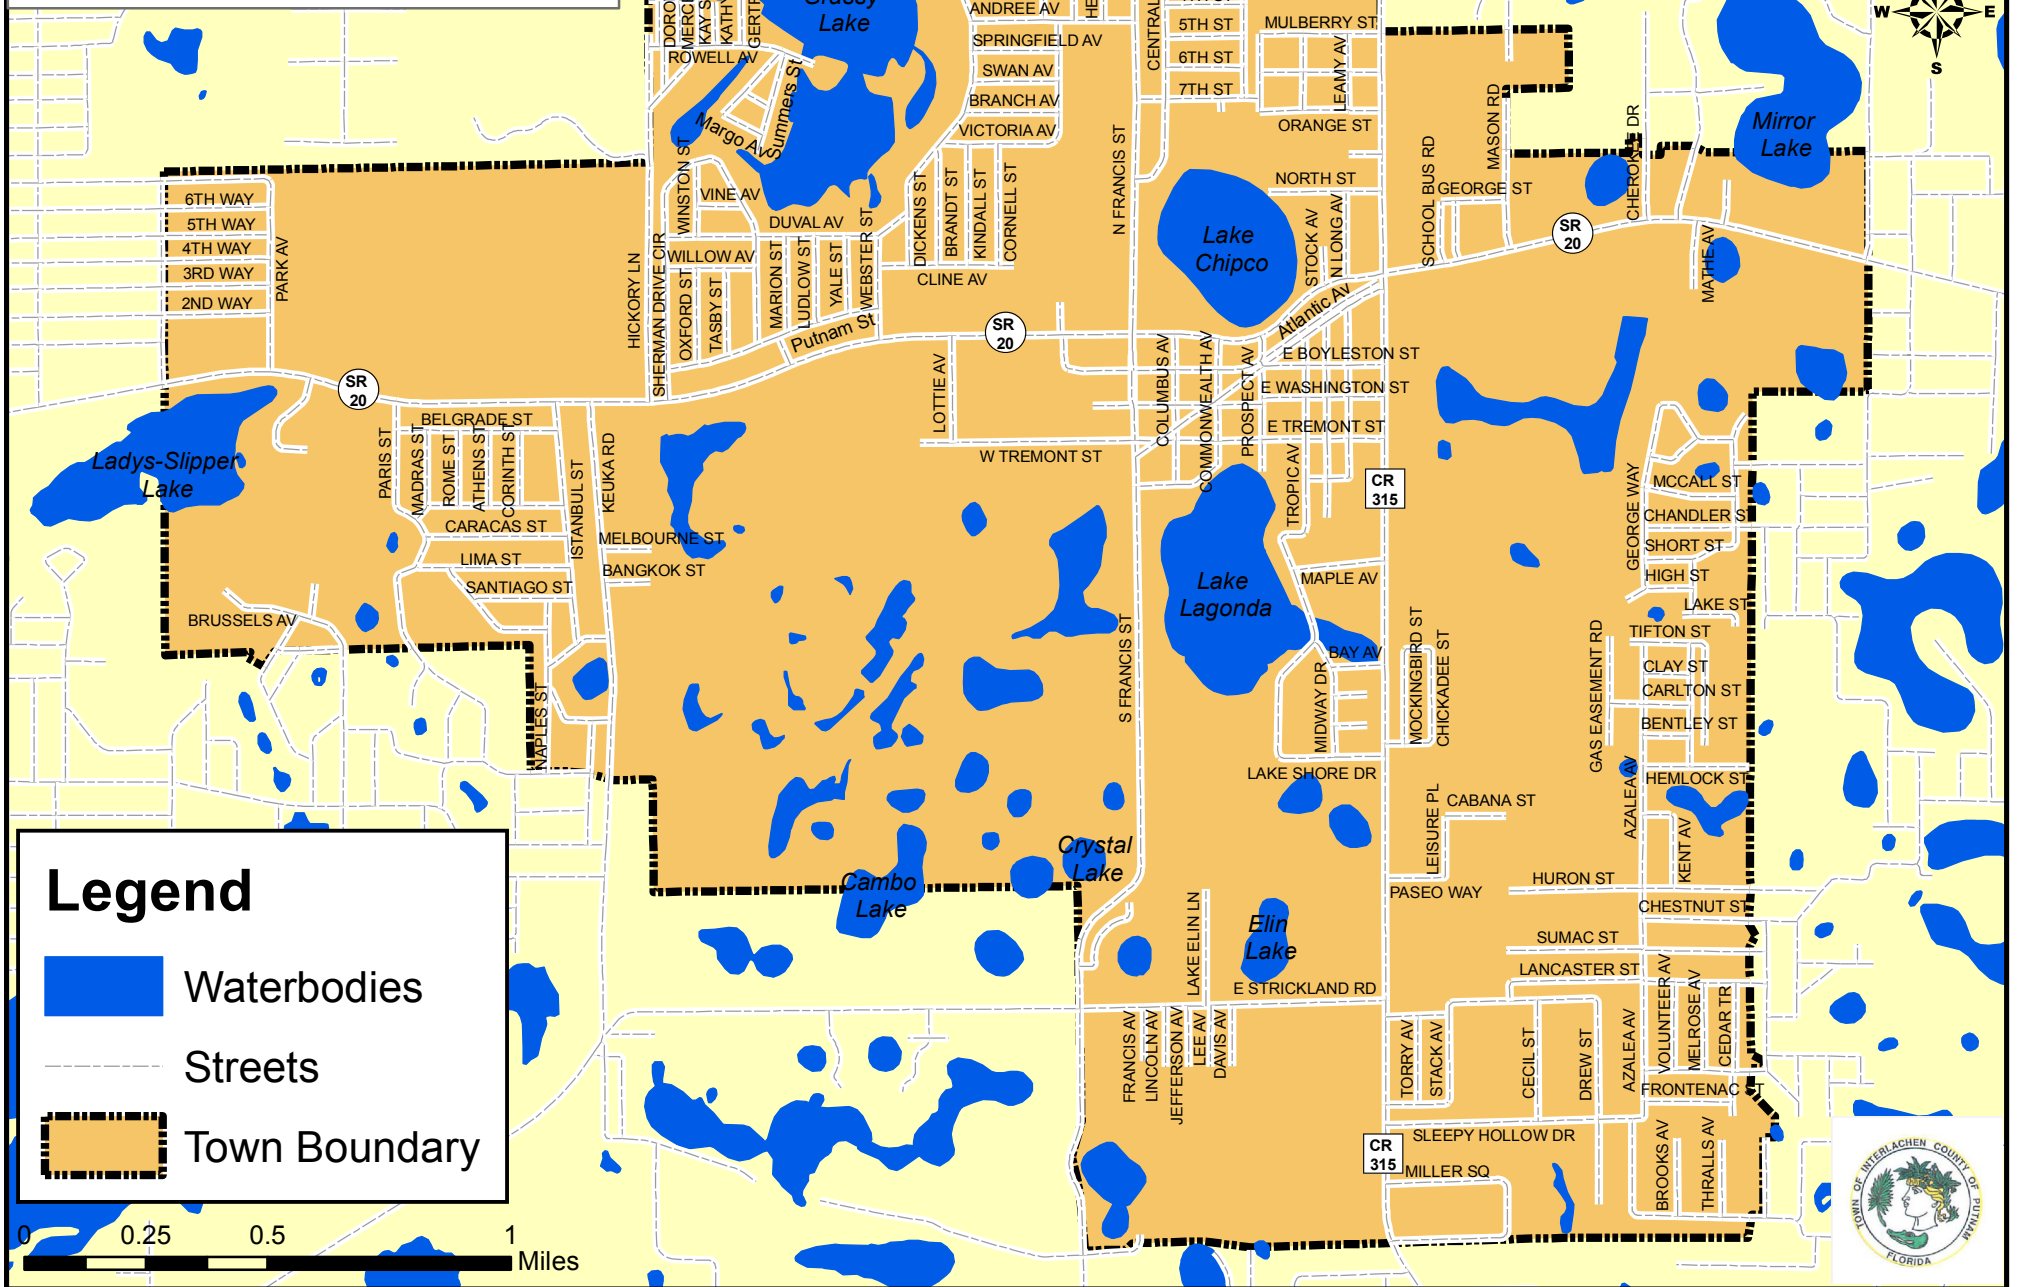 Grassy
Lake
ANDREE AV
SPRINGFIELD AV
SWAN AV
BRANCH AV
VICTORIA AV
CENTRAL
5TH ST
6TH ST
7TH ST
MULBERRY ST
LEAMY AV
ORANGE ST
W
E
S
Mirror
Lake
ROWELL AV
Summers St
Margo Av
WINSTON ST
VINE AV
DUVAL AV
WILLOW AV
HICKORY LN
SHERMAN DRIVE CIR
OXFORD ST
TASBY ST
MARION ST
LUDLOW ST
YALE ST
WEBSTER ST
Putnam St
DICKENS ST
BRANDT ST
KINDALL ST
CORNELL ST
CLINE AV
N FRANCIS ST
Lake
Chipco
NORTH ST
STOCK AV
N LONG AV
Atlantic Av
SCHOOL BUS RD
MASON RD
GEORGE ST
CHEROKEE DR
MATHE AV
SR
20
6TH WAY
5TH WAY
4TH WAY
3RD WAY
2ND WAY
PARK AV
SR
20
SR
20
Ladys-Slipper
Lake
BELGRADE ST
PARIS ST
MADRAS ST
ROME ST
ATHENS ST
CORINTH ST
ISTANBUL ST
KEUKA RD
CARACAS ST
LIMA ST
SANTIAGO ST
MELBOURNE ST
BANGKOK ST
BRUSSELS AV
NAPLES ST
LOTTIE AV
W TREMONT ST
COLUMBUS AV
COMMONWEALTH AV
PROSPECT AV
E BOYLESTON ST
E WASHINGTON ST
E TREMONT ST
TROPIC AV
CR
315
Lake
Lagonda
MAPLE AV
BAY AV
MIDWAY DR
LAKE SHORE DR
S FRANCIS ST
MOCKINGBIRD ST
CHICKADEE ST
LEISURE PL
CABANA ST
PASEO WAY
GEORGE WAY
MCCALL ST
CHANDLER ST
SHORT ST
HIGH ST
LAKE ST
TIFTON ST
CLAY ST
CARLTON ST
BENTLEY ST
GAS EASEMENT RD
HEMLOCK ST
AZALEA AV
KENT AV
HURON ST
CHESTNUT ST
SUMAC ST
LANCASTER ST
Crystal
Lake
Cambo
Lake
Elin
Lake
LAKE ELIN LN
E STRICKLAND RD
FRANCIS AV
LINCOLN AV
JEFFERSON AV
LEE AV
DAVIS AV
TORRY AV
STACK AV
CECIL ST
DREW ST
AZALEA AV
VOLUNTEER AV
MELROSE AV
CEDAR TR
FRONTENAC ST
SLEEPY HOLLOW DR
CR
315
MILLER SQ
BROOKS AV
THRALLS AV
Legend
Waterbodies
Streets
Town Boundary
0 0.25 0.5 1
Miles
TOWN OF INTERLACHEN COUNTY OF PUTNAM
FLORIDA